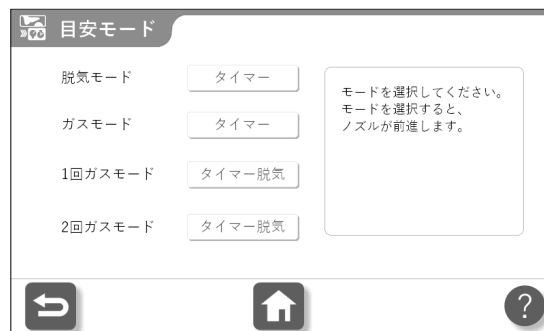 目安モード
脱気モード タイマー
ガスモード タイマー
1回ガスモード タイマー脱気
2回ガスモード タイマー脱気
モードを選択してください。
モードを選択すると、
ノズルが前進します。
?